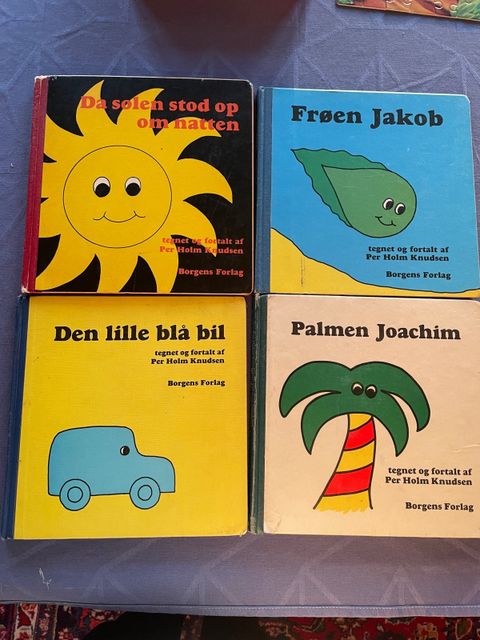 Da solen stod op
om natten
tegnet og fortalt af
Per Holm Knudsen
Borgens Forlag
Frøen Jakob
tegnet og fortalt af
Per Holm Knudsen
Borgens Forlag
Den lille blå bil
tegnet og fortalt af
Per Holm Knudsen
Borgens Forlag
Palmen Joachim
tegnet og fortalt af
Per Holm Knudsen
Borgens Forlag